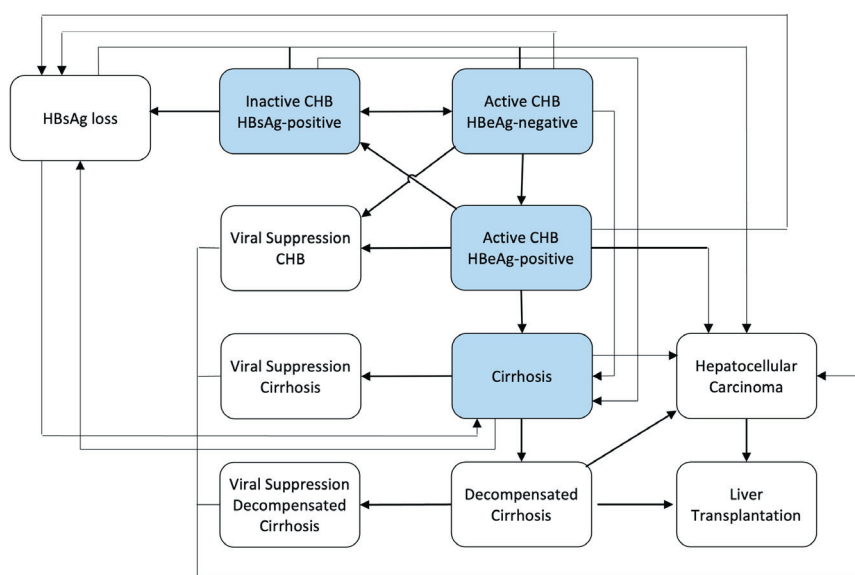 HBsAg loss
Inactive CHB
HBsAg-positive
Active CHB
HBeAg-negative
Viral Suppression
CHB
Active CHB
HBeAg-positive
Viral Suppression
Cirrhosis
Cirrhosis
Hepatocellular
Carcinoma
Viral Suppression
Decompensated
Cirrhosis
Decompensated
Cirrhosis
Liver
Transplantation